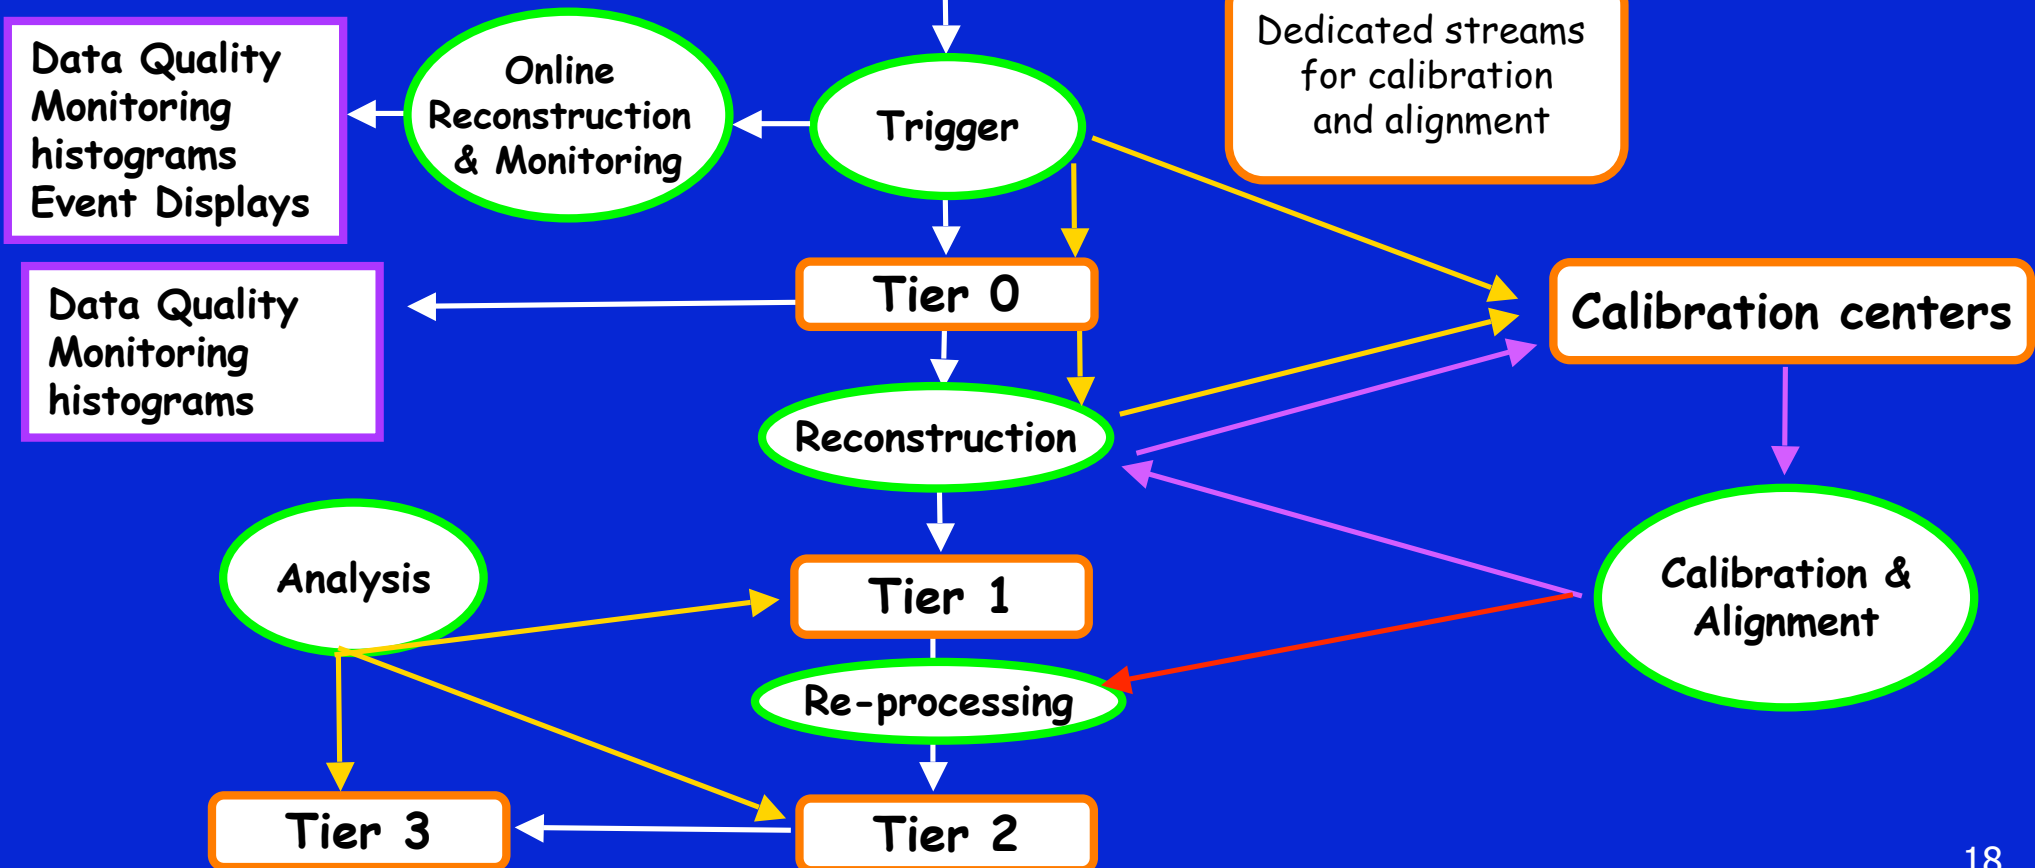 Data Quality
Monitoring
histograms
Event Displays
Online
Reconstruction
& Monitoring
Trigger
Dedicated streams
for calibration
and alignment
Data Quality
Monitoring
histograms
Tier 0
Calibration centers
Reconstruction
Analysis
Tier 1
Calibration &
Alignment
Re-processing
Tier 3
Tier 2
18